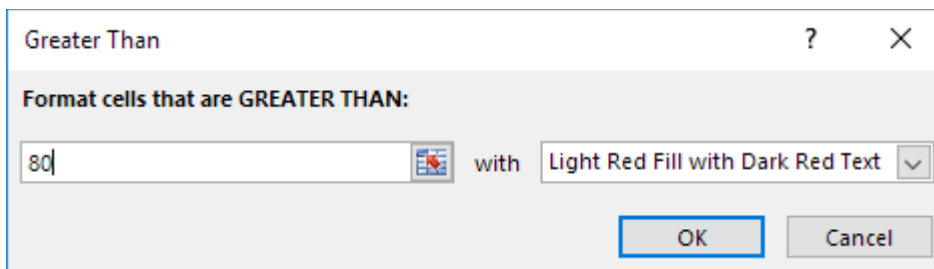 Greater Than ?
Format cells that are GREATER THAN:
80 with Light Red Fill with Dark Red Text
OK Cancel